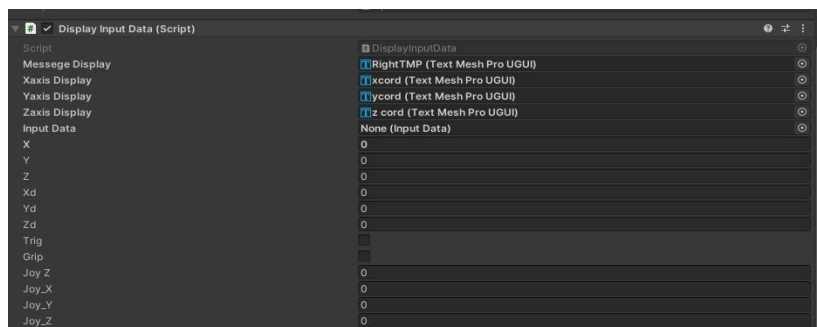 Display Input Data (Script)
Script DisplayInputData
Messege Display RightTMP (Text Mesh Pro UGUI)
Xaxis Display xcord (Text Mesh Pro UGUI)
Yaxis Display ycord (Text Mesh Pro UGUI)
Zaxis Display z cord (Text Mesh Pro UGUI)
Input Data None (Input Data)
X 0
Y 0
Z 0
Xd 0
Yd 0
Zd 0
Trig
Grip
Joy Z 0
Joy_X 0
Joy_Y 0
Joy_Z 0